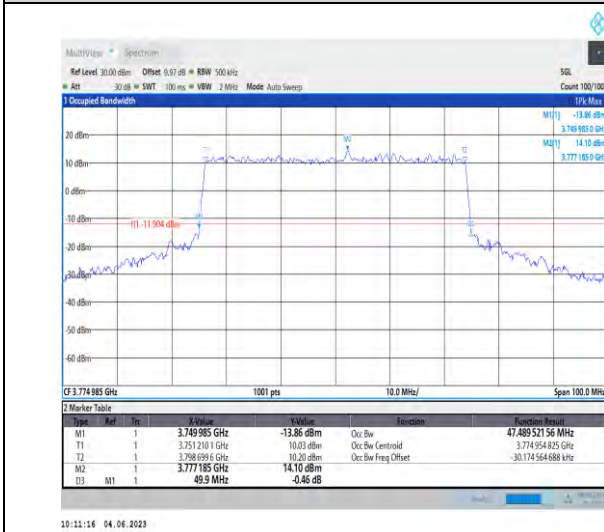 MultiView Spectrum
Ref Level 30.00 dBm Offset 9.97 dB RBW 500 kHz SGL
Att 30 dB SWT 100 ms VBW 2 MHz Mode Auto Sweep Count 100/100
1 Occupied Bandwidth 1Pk Max
M1[1] -13.86 dBm
3.749 985 0 GHz
M2[1] 14.10 dBm
3.777 185 0 GHz
20 dBm
M2
10 dBm
0 dBm
-10 dBm
H1 -11.904 dBm
-20 dBm
-30 dBm
-40 dBm
-50 dBm
-60 dBm
CF 3.774 985 GHz 1001 pts 10.0 MHz/ Span 100.0 MHz
2 Marker Table
Type Ref Trc X-Value Y-Value Function Function Result
M1 1 3.749 985 GHz -13.86 dBm Occ Bw 47.489 521 56 MHz
T1 1 3.751 210 1 GHz 10.03 dBm Occ Bw Centroid 3.774 954 825 GHz
T2 1 3.798 699 6 GHz 10.20 dBm Occ Bw Freq Offset -30.174 564 688 kHz
M2 1 3.777 185 GHz 14.10 dBm
D3 M1 1 49.9 MHz -0.46 dB
10:11:16 04.06.2023